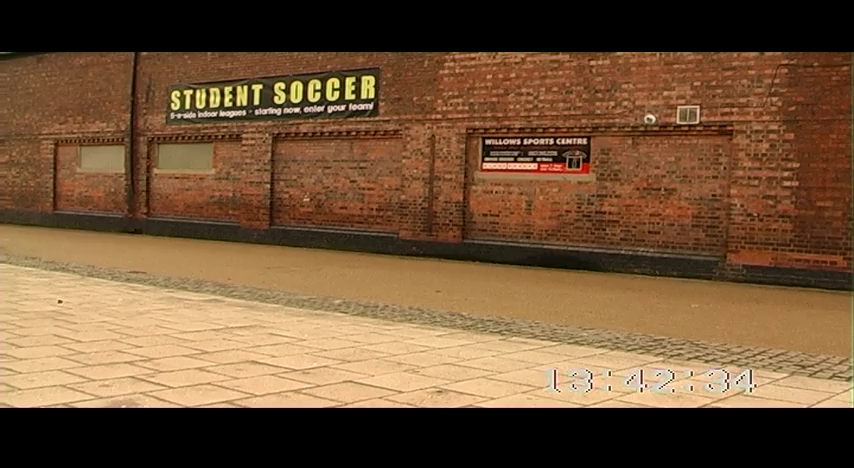 STUDENT SOCCER
5-a-side indoor leagues - starting now, enter your team!
WILLOWS SPORTS CENTRE
13:42:34